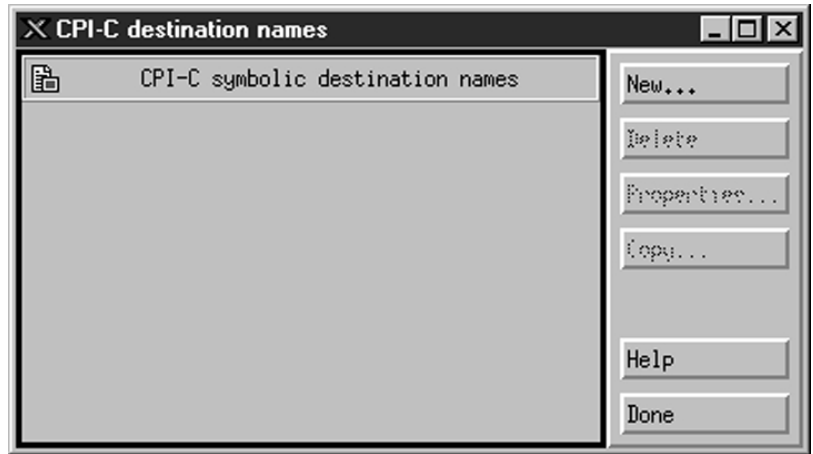 CPI-C destination names
CPI-C symbolic destination names
New...
Delete
Properties...
Copy...
Help
Done